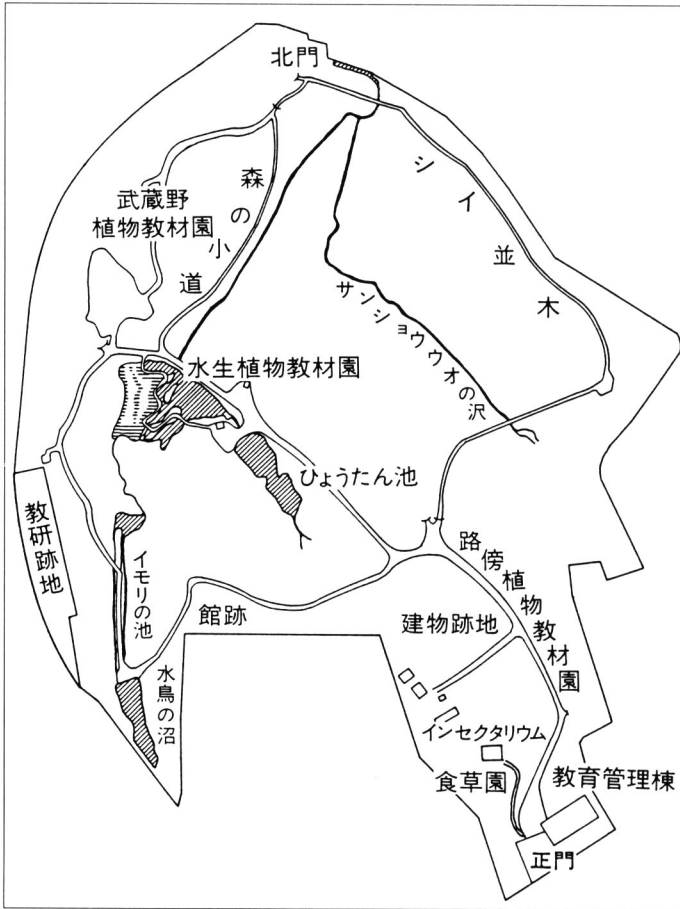 北門
シイ並木
森の小道
武蔵野
植物教材園
サンショウウオの沢
水生植物教材園
ひょうたん池
教研跡地
イモリの池
路傍植物教材園
館跡
建物跡地
水鳥の沼
インセクタリウム
食草園
教育管理棟
正門